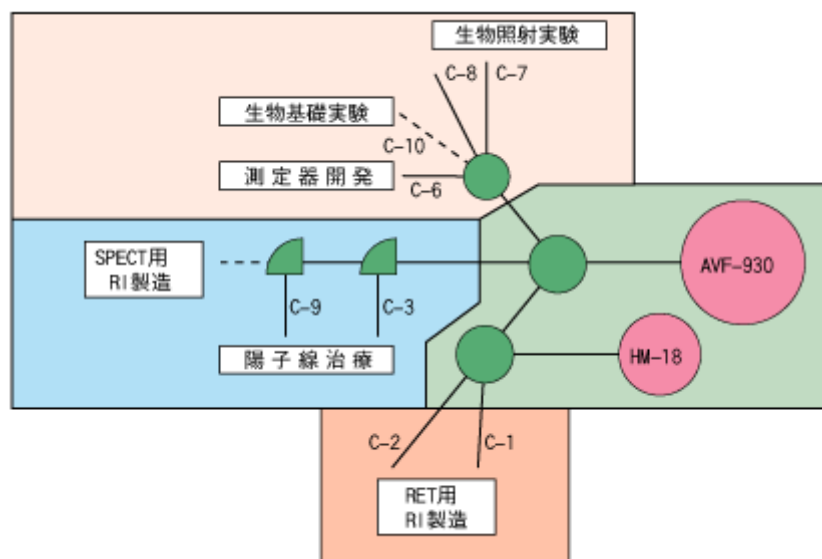 生物照射実験
C-8
C-7
生物基礎実験
C-10
測定器開発
C-6
SPECT用
RI製造
AVF-930
C-9
C-3
陽子線治療
HM-18
C-2
C-1
RET用
RI製造